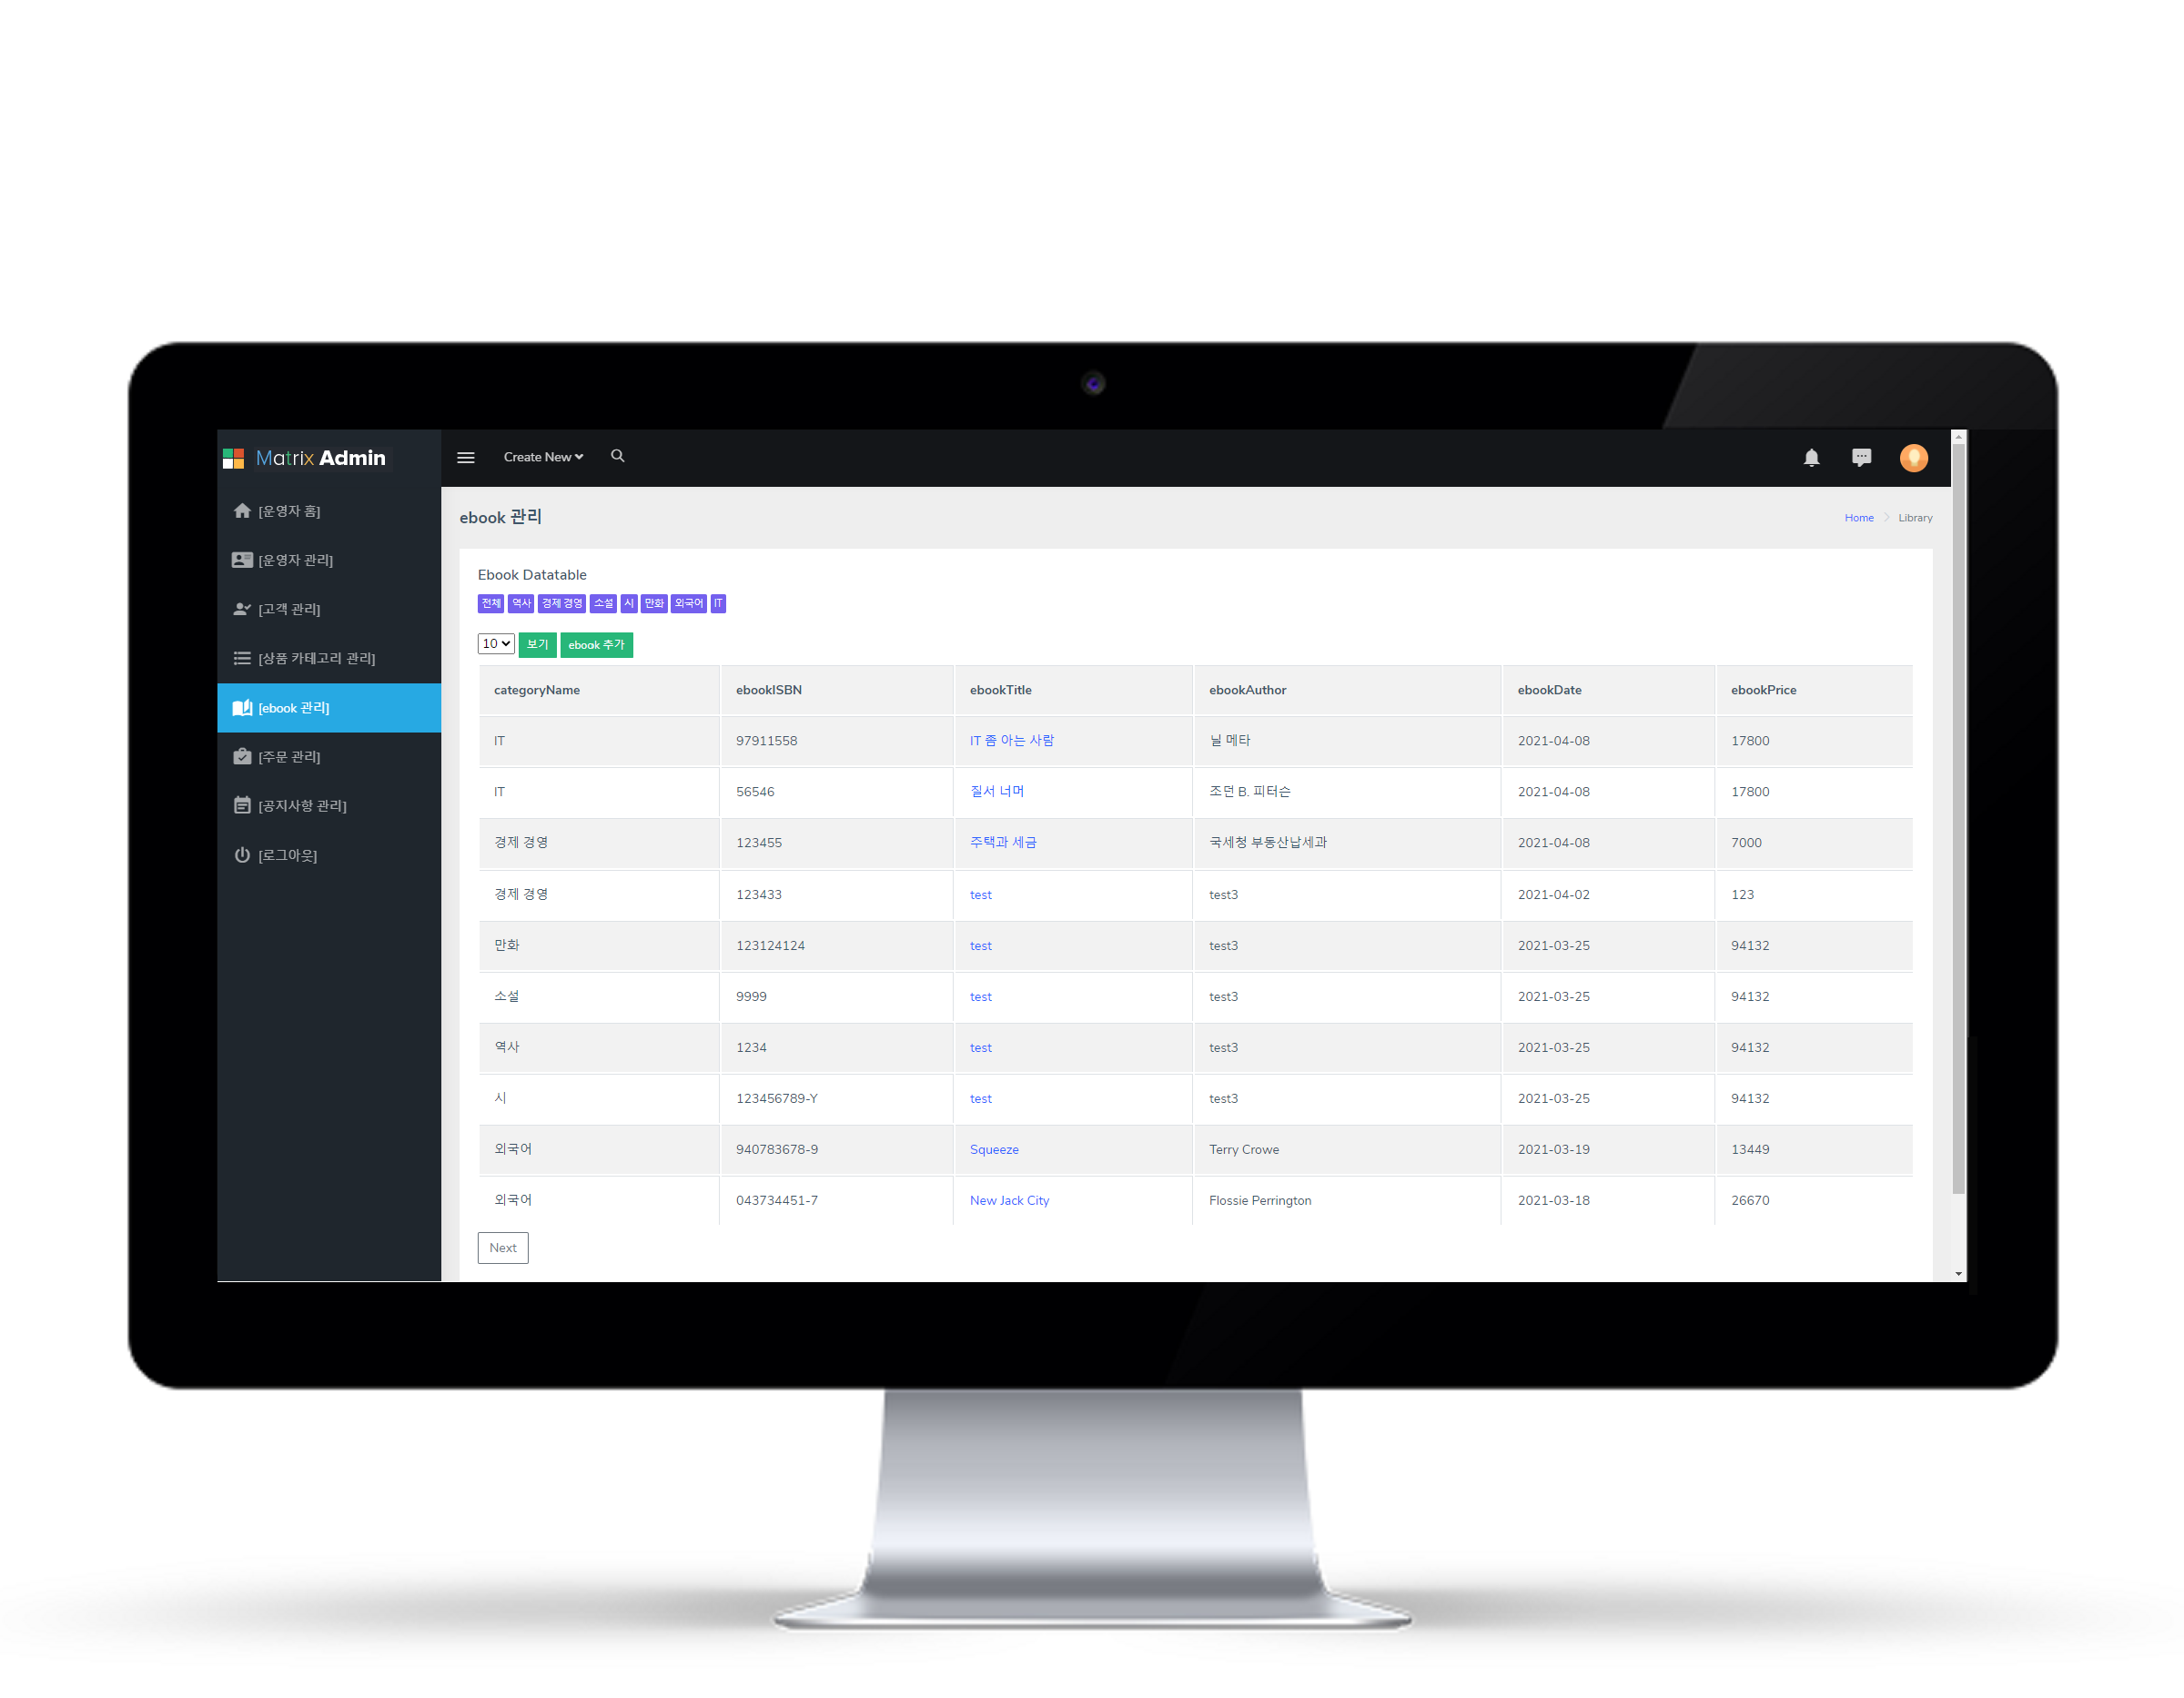 Matrix Admin
Create New
[운영자 홈]
[운영자 관리]
[고객 관리]
[상품 카테고리 관리]
[ebook 관리]
[주문 관리]
[공지사항 관리]
[로그아웃]
ebook 관리
Home Library
Ebook Datatable
전체 역사 경제 경영 소설 시 만화 외국어 IT
10 보기 ebook 추가
categoryName ebookISBN ebookTitle ebookAuthor ebookDate ebookPrice
IT 97911558 IT 좀 아는 사람 닐 메타 2021-04-08 17800
IT 56546 질서 너머 조던 B. 피터슨 2021-04-08 17800
경제 경영 123455 주택과 세금 국세청 부동산납세과 2021-04-08 7000
경제 경영 123433 test test3 2021-04-02 123
만화 123124124 test test3 2021-03-25 94132
소설 9999 test test3 2021-03-25 94132
역사 1234 test test3 2021-03-25 94132
시 123456789-Y test test3 2021-03-25 94132
외국어 940783678-9 Squeeze Terry Crowe 2021-03-19 13449
외국어 043734451-7 New Jack City Flossie Perrington 2021-03-18 26670
Next